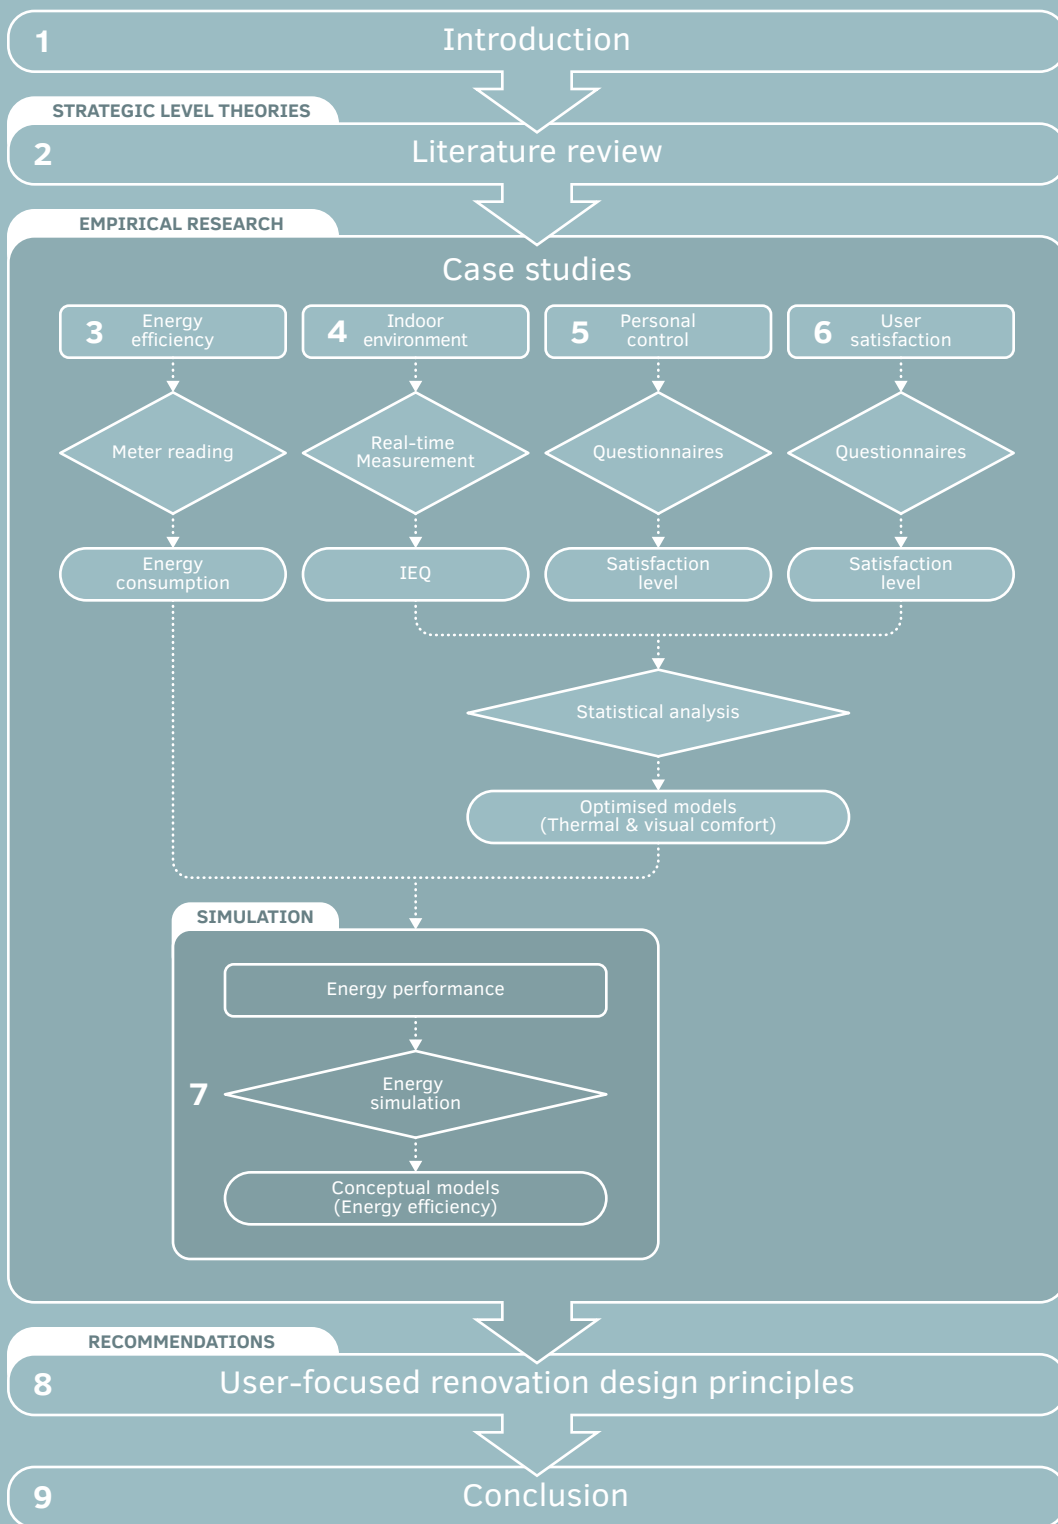 1
Introduction
STRATEGIC LEVEL THEORIES
2
Literature review
EMPIRICAL RESEARCH
Case studies
3
Energy
efficiency
4
Indoor
environment
5
Personal
control
6
User
satisfaction
Meter reading
Real-time
Measurement
Questionnaires
Questionnaires
Energy
consumption
IEQ
Satisfaction
level
Satisfaction
level
Statistical analysis
Optimised models
(Thermal & visual comfort)
SIMULATION
Energy performance
7
Energy
simulation
Conceptual models
(Energy efficiency)
RECOMMENDATIONS
8
User-focused renovation design principles
9
Conclusion